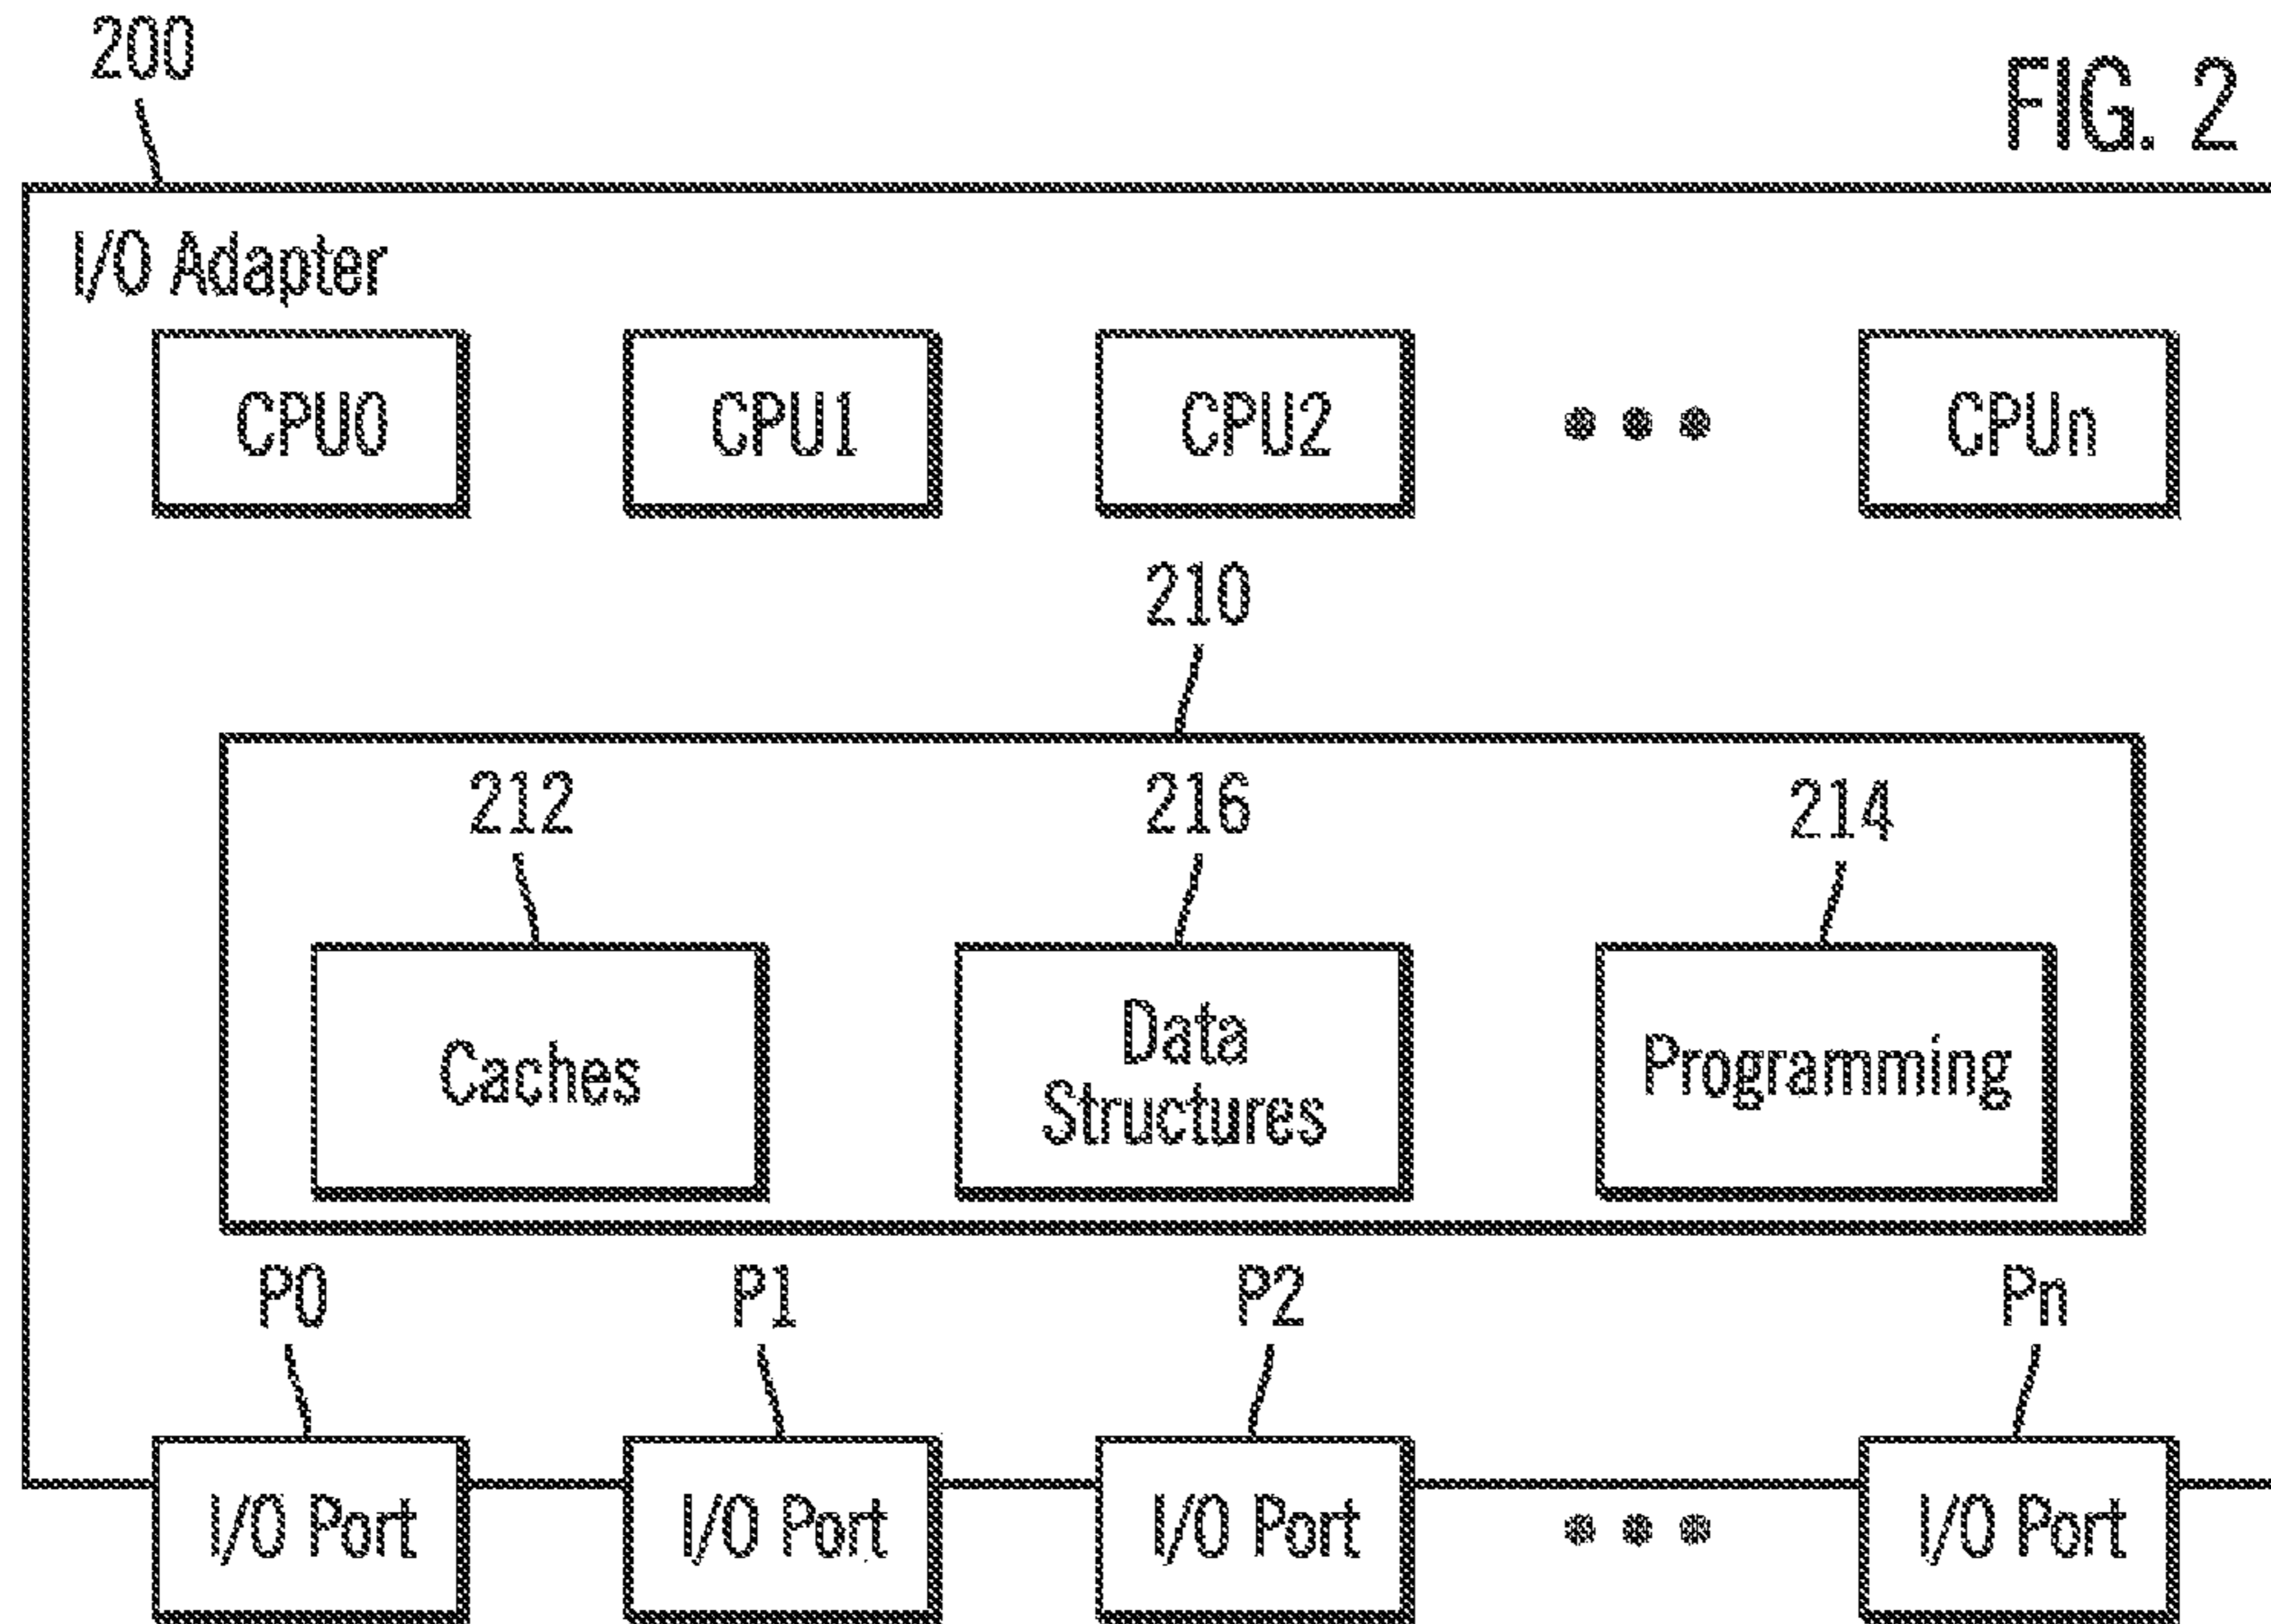 200
FIG. 2
I/O Adapter
CPU0 CPU1 CPU2 ••• CPUn
210
212 216 214
Caches
Data
Structures
Programming
P0 P1 P2 Pn
I/O Port I/O Port I/O Port ••• I/O Port